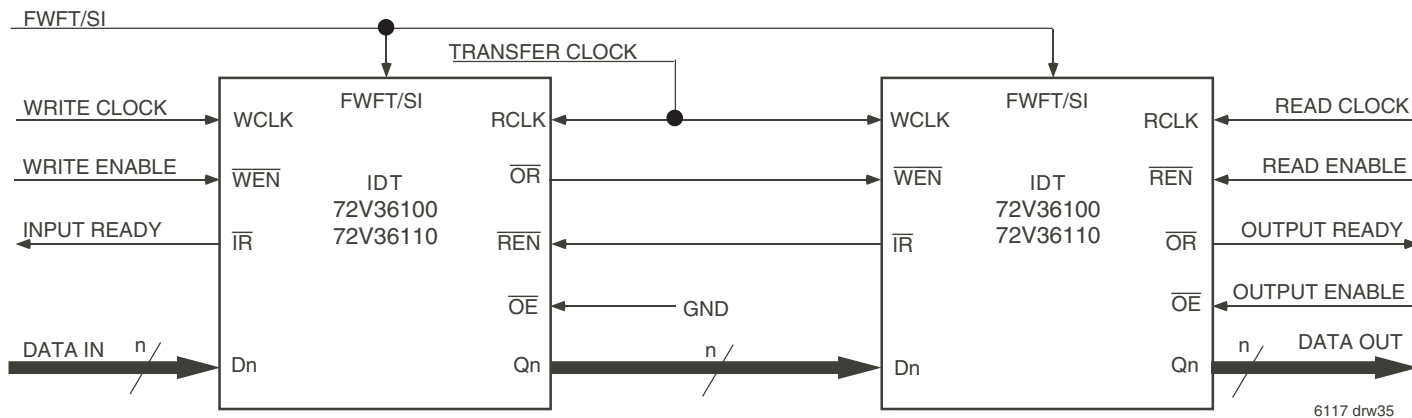 FWFT/SI
TRANSFER CLOCK
WRITE CLOCK
WRITE ENABLE
INPUT READY
DATA IN
n
FWFT/SI
WCLK
RCLK
WEN
OR
IDT
72V36100
72V36110
IR
REN
OE
Dn
Qn
GND
n
FWFT/SI
WCLK
RCLK
WEN
REN
IDT
72V36100
72V36110
IR
OR
OE
Dn
Qn
READ CLOCK
READ ENABLE
OUTPUT READY
OUTPUT ENABLE
n
DATA OUT
6117 drw35